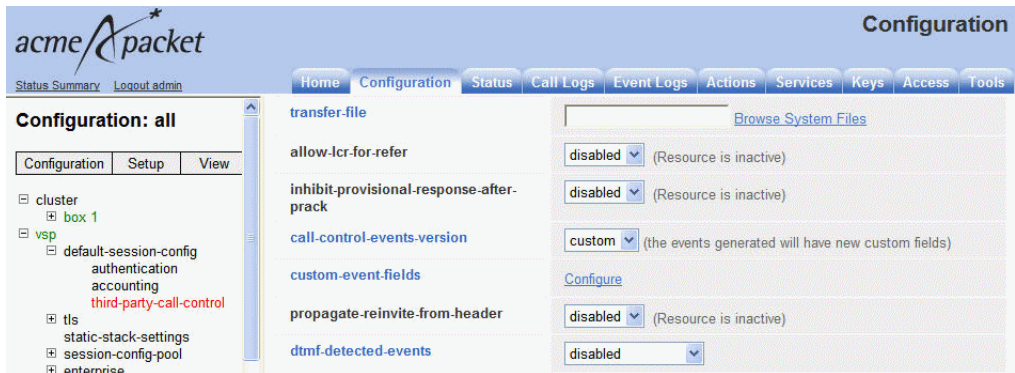 acme packet
Configuration
Status Summary Logout admin
Home Configuration Status Call Logs Event Logs Actions Services Keys Access Tools
Configuration: all
Configuration Setup View
cluster
box 1
vsp
default-session-config
authentication
accounting
third-party-call-control
tls
static-stack-settings
session-config-pool
enterprise
transfer-file Browse System Files
allow-lcr-for-refer disabled (Resource is inactive)
inhibit-provisional-response-after-
prack disabled (Resource is inactive)
call-control-events-version custom (the events generated will have new custom fields)
custom-event-fields Configure
propagate-reinvite-from-header disabled (Resource is inactive)
dtmf-detected-events disabled